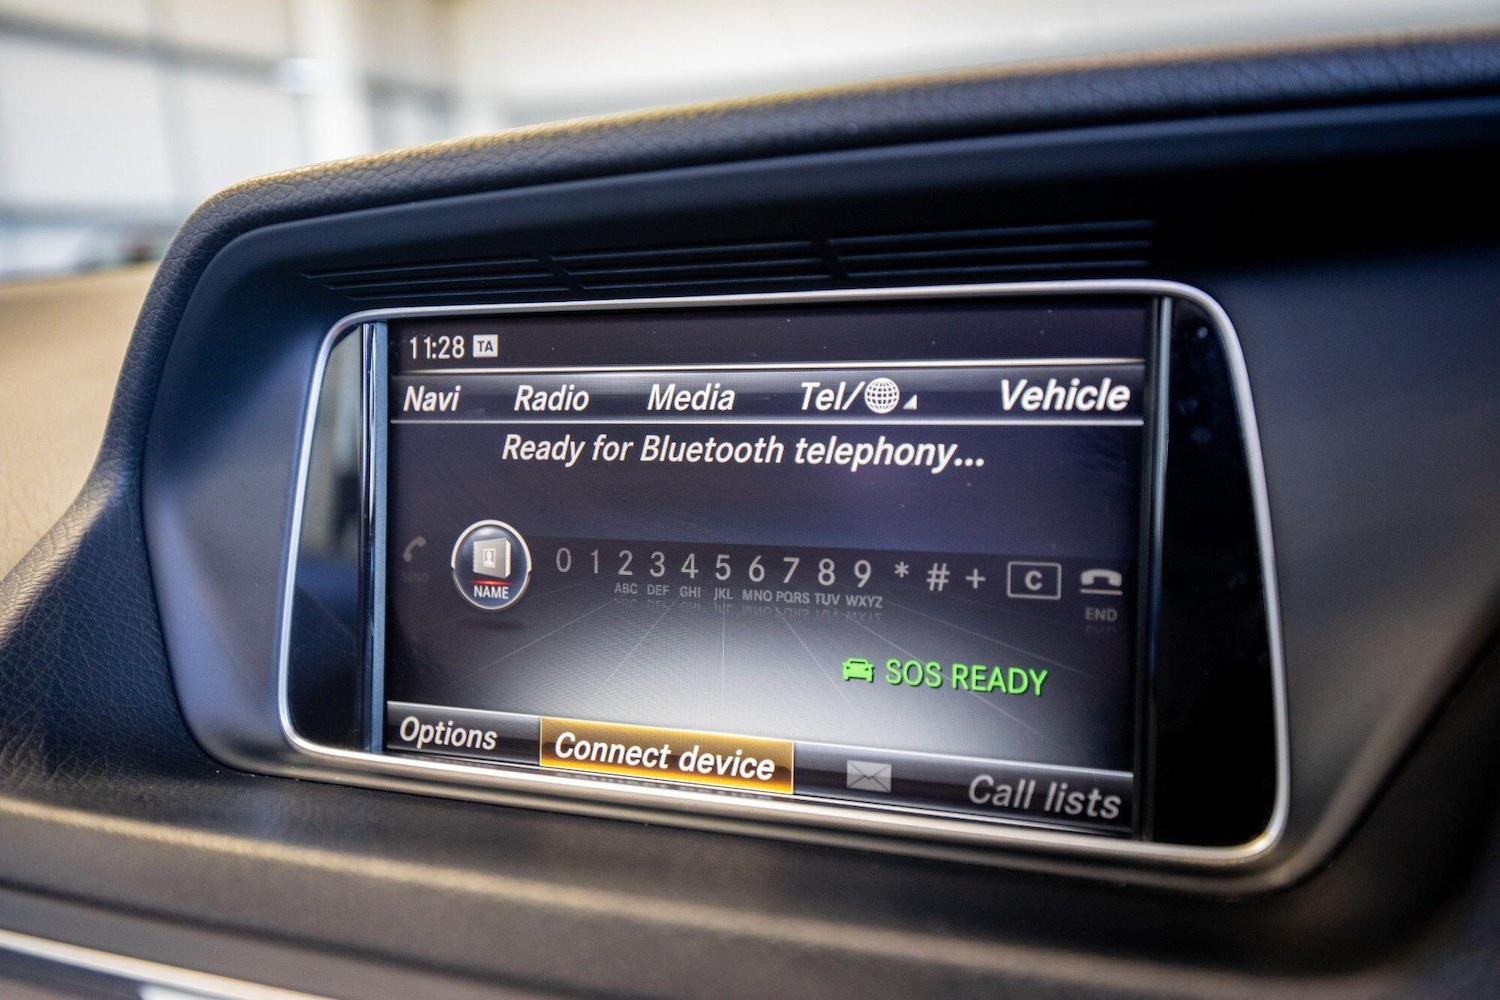 11:28 TA
Navi Radio Media Tel/ Vehicle
Ready for Bluetooth telephony...
0 1 2 3 4 5 6 7 8 9 * # + C
SEND NAME ABC DEF GHI JKL MNO PQRS TUV WXYZ END
SOS READY
Options Connect device Call lists